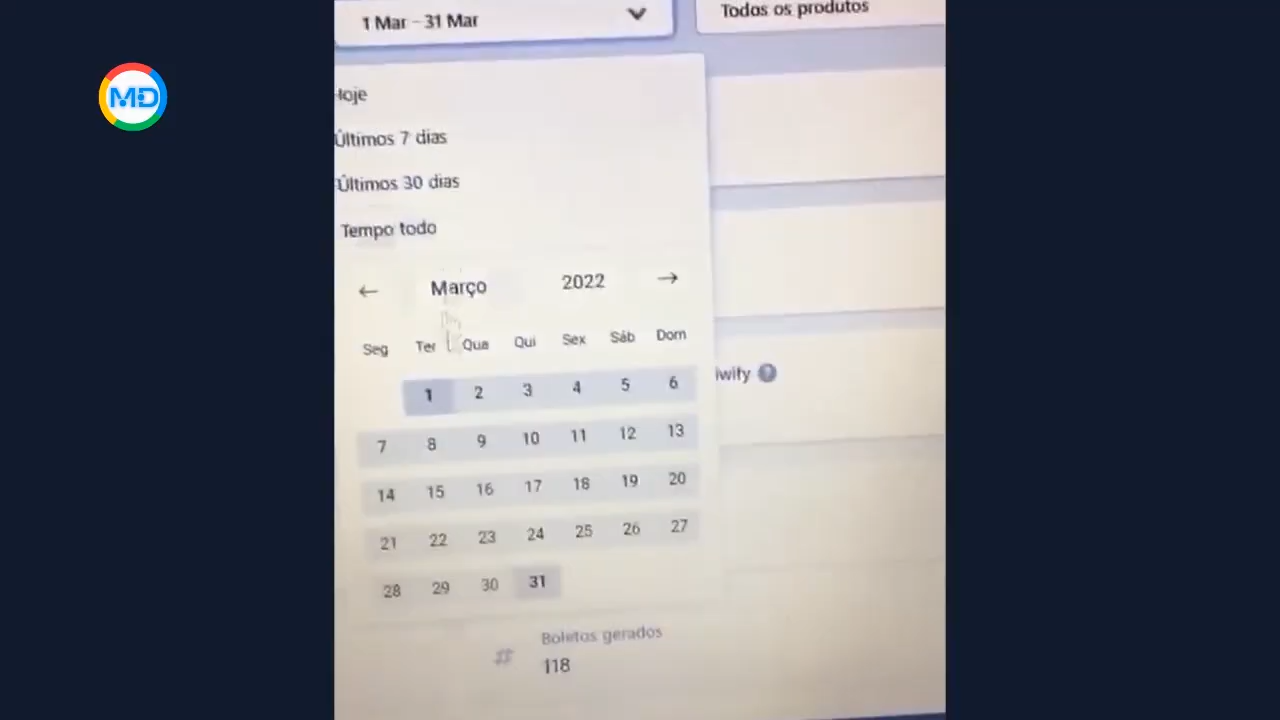 1 Mar - 31 Mar
Todos os produtos
MD
Hoje
Últimos 7 dias
Últimos 30 dias
Tempo todo
← Março 2022 →
Seg Ter Qua Qui Sex Sáb Dom
1 2 3 4 5 6
iwify ?
7 8 9 10 11 12 13
14 15 16 17 18 19 20
21 22 23 24 25 26 27
28 29 30 31
Boletos gerados
# 118